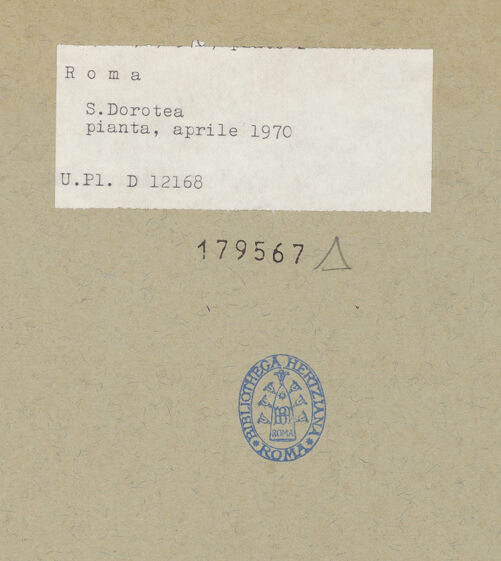 R o m a
S.Dorotea
pianta, aprile 1970
U.Pl. D 12168
179567
BIBLIOTHECA HERTZIANA
ROMA
* ROMA *